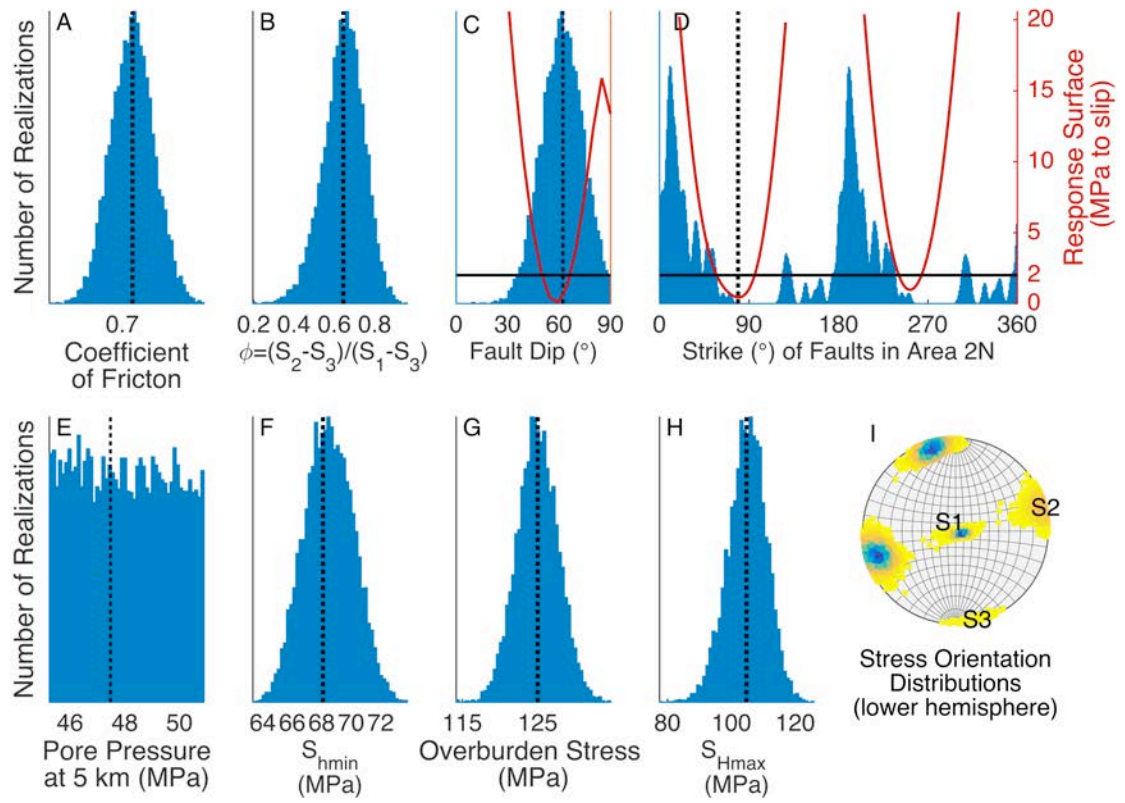 A
B
C
D
Number of Realizations
0.7
Coefficient
of Fricton
0.2 0.4 0.6 0.8
ϕ=(S₂-S₃)/(S₁-S₃)
0 30 60 90
Fault Dip (°)
0 90 180 270 360
Strike (°) of Faults in Area 2N
20
15
10
5
2
0
Response Surface
(MPa to slip)
E
F
G
H
I
Number of Realizations
46 48 50
Pore Pressure
at 5 km (MPa)
64 66 68 70 72
S_hmin
(MPa)
115 125
Overburden Stress
(MPa)
80 100 120
S_Hmax
(MPa)
S1
S2
S3
Stress Orientation
Distributions
(lower hemisphere)